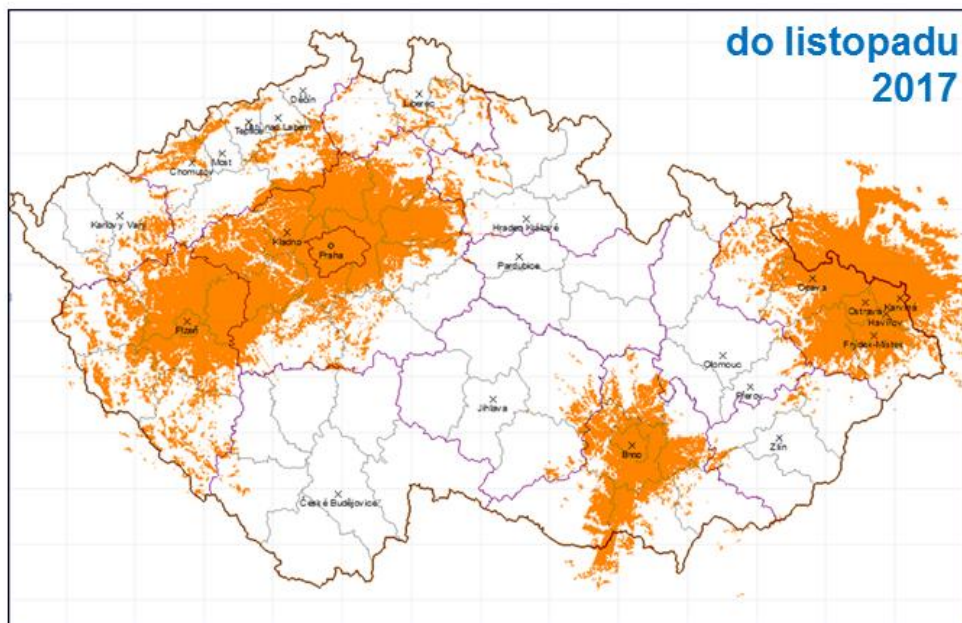 do listopadu
2017
Děčín
Liberec
Teplice
Ústí nad Labem
Most
Chomutov
Karlovy Vary
Kladno
Praha
Hradec Králové
Pardubice
Plzeň
Opava
Ostrava
Karviná
Havířov
Frýdek-Místek
Olomouc
Přerov
Jihlava
Brno
Zlín
České Budějovice